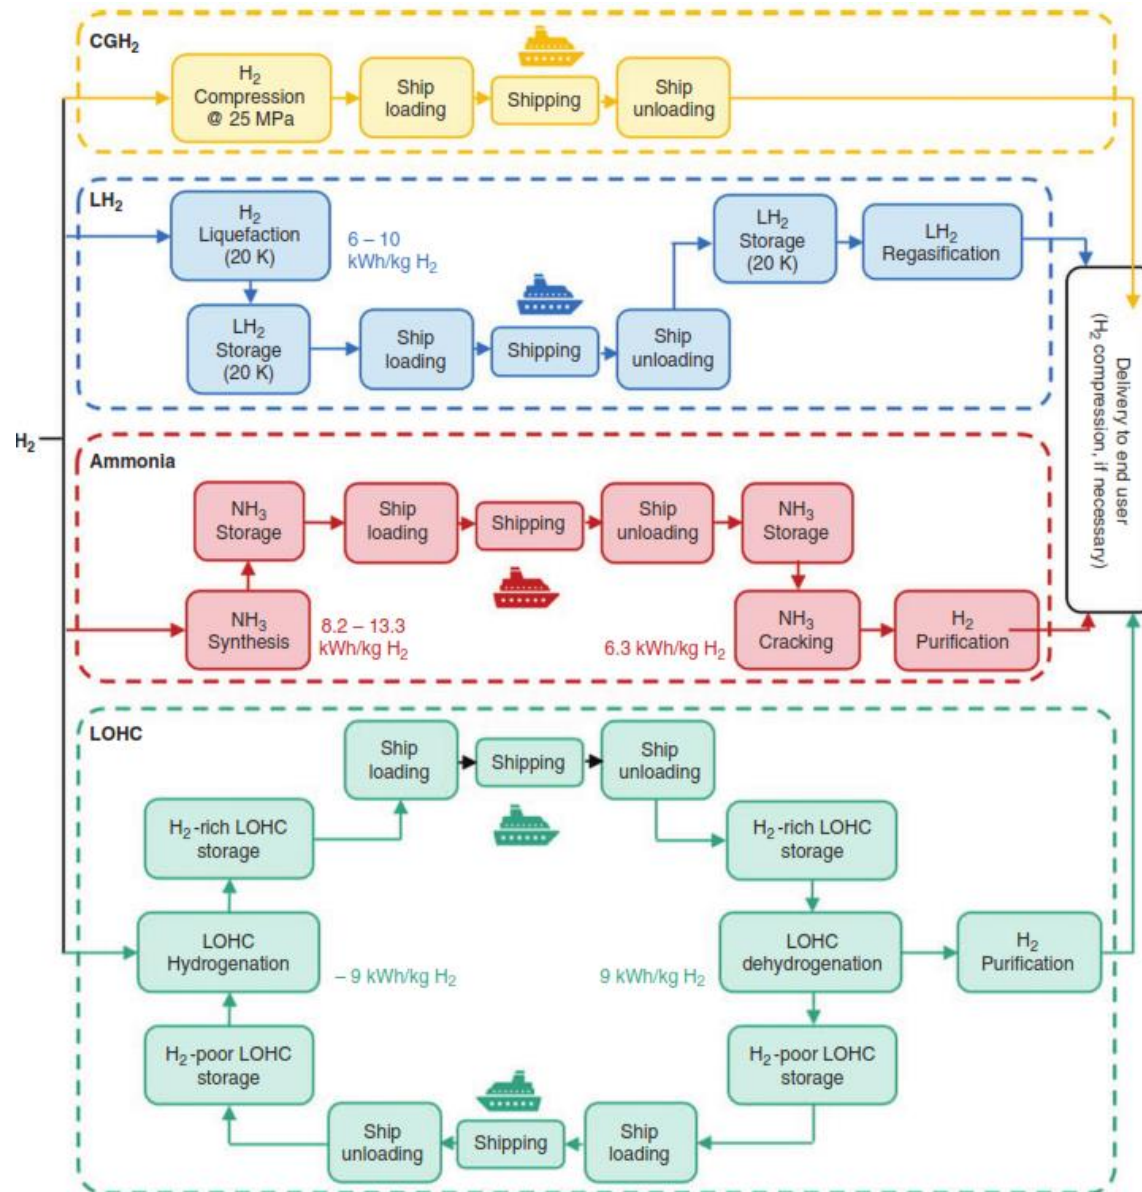 CGH₂
H₂
Compression
@ 25 MPa
Ship
loading
Shipping
Ship
unloading
LH₂
H₂
Liquefaction
(20 K)
6 – 10
kWh/kg H₂
LH₂
Storage
(20 K)
Ship
loading
Shipping
Ship
unloading
LH₂
Storage
(20 K)
LH₂
Regasification
Delivery to end user
(H₂ compression, if necessary)
H₂
Ammonia
NH₃
Storage
Ship
loading
Shipping
Ship
unloading
NH₃
Storage
NH₃
Synthesis
8.2 – 13.3
kWh/kg H₂
6.3 kWh/kg H₂
NH₃
Cracking
H₂
Purification
LOHC
Ship
loading
Shipping
Ship
unloading
H₂-rich LOHC
storage
H₂-rich LOHC
storage
LOHC
Hydrogenation
– 9 kWh/kg H₂
9 kWh/kg H₂
LOHC
dehydrogenation
H₂
Purification
H₂-poor LOHC
storage
H₂-poor LOHC
storage
Ship
unloading
Shipping
Ship
loading